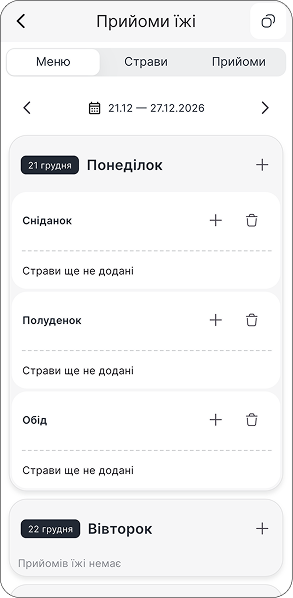 Прийоми їжі
Меню Страви Прийоми
21.12 — 27.12.2026
21 грудня Понеділок
Сніданок
Страви ще не додані
Полуденок
Страви ще не додані
Обід
Страви ще не додані
22 грудня Вівторок
Прийомів їжі немає